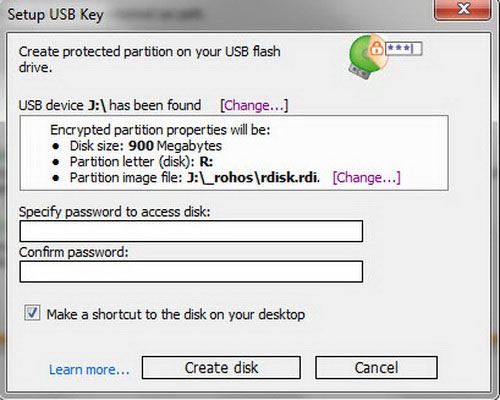 Setup USB Key
Create protected partition on your USB flash
drive.
***
USB device J:\ has been found [Change...]
Encrypted partition properties will be:
• Disk size: 900 Megabytes
• Partition letter (disk): R:
• Partition image file: J:\_rohos\rdisk.rdi. [Change...]
Specify password to access disk:
Confirm password:
Make a shortcut to the disk on your desktop
Learn more... Create disk Cancel